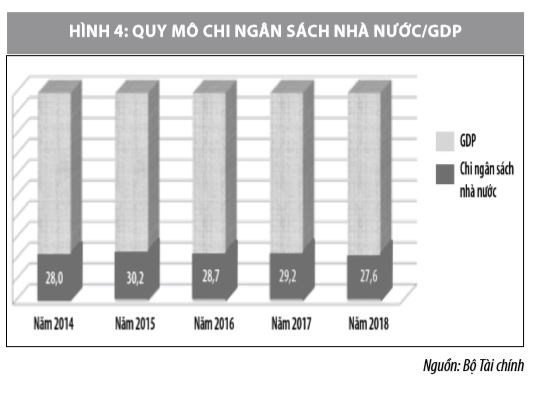 HÌNH 4: QUY MÔ CHI NGÂN SÁCH NHÀ NƯỚC/GDP
GDP
Chi ngân sách
nhà nước
28,0 30,2 28,7 29,2 27,6
Năm 2014 Năm 2015 Năm 2016 Năm 2017 Năm 2018
Nguồn: Bộ Tài chính